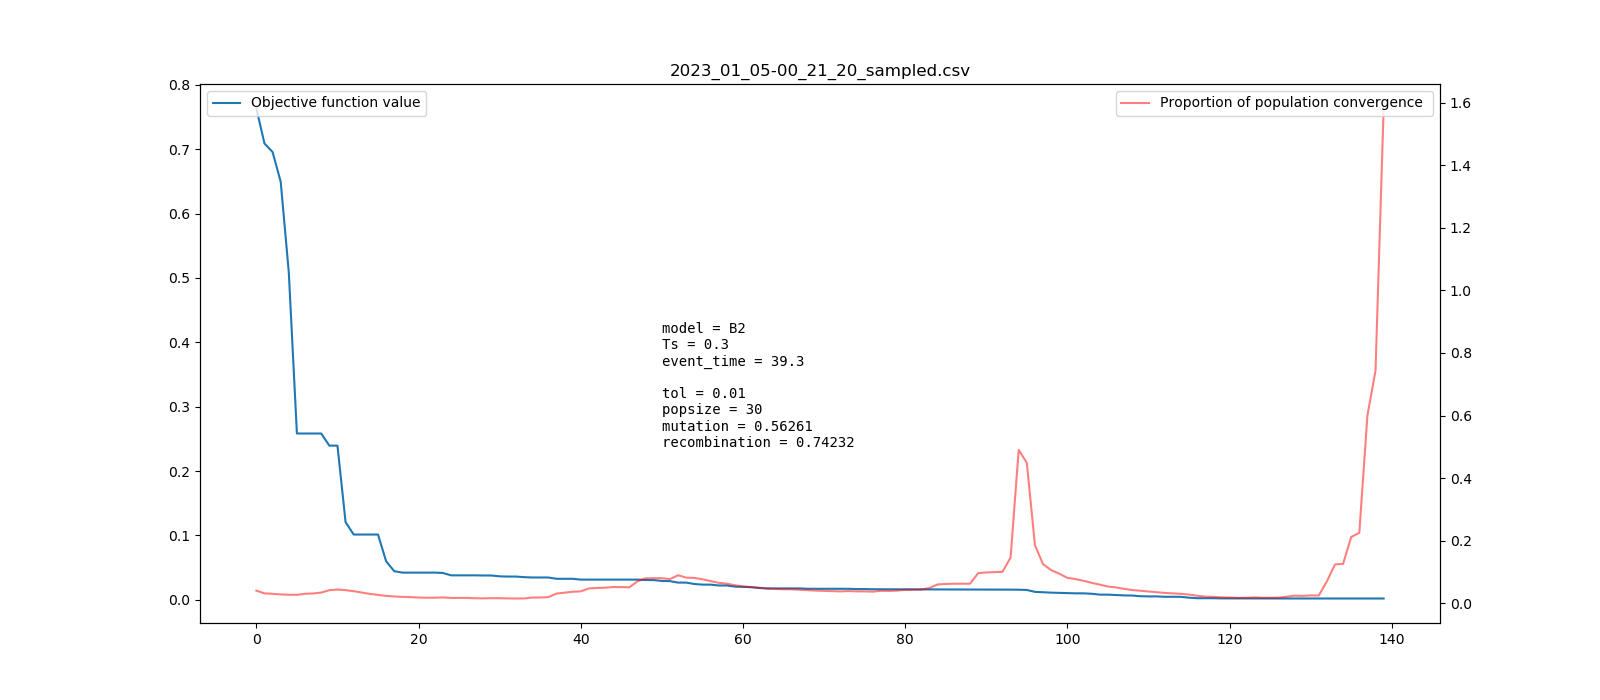 2023_01_05-00_21_20_sampled.csv
Objective function value
Proportion of population convergence
0.8
0.7
0.6
0.5
0.4
0.3
0.2
0.1
0.0
model = B2
Ts = 0.3
event_time = 39.3
tol = 0.01
popsize = 30
mutation = 0.56261
recombination = 0.74232
1.6
1.4
1.2
1.0
0.8
0.6
0.4
0.2
0.0
0 20 40 60 80 100 120 140